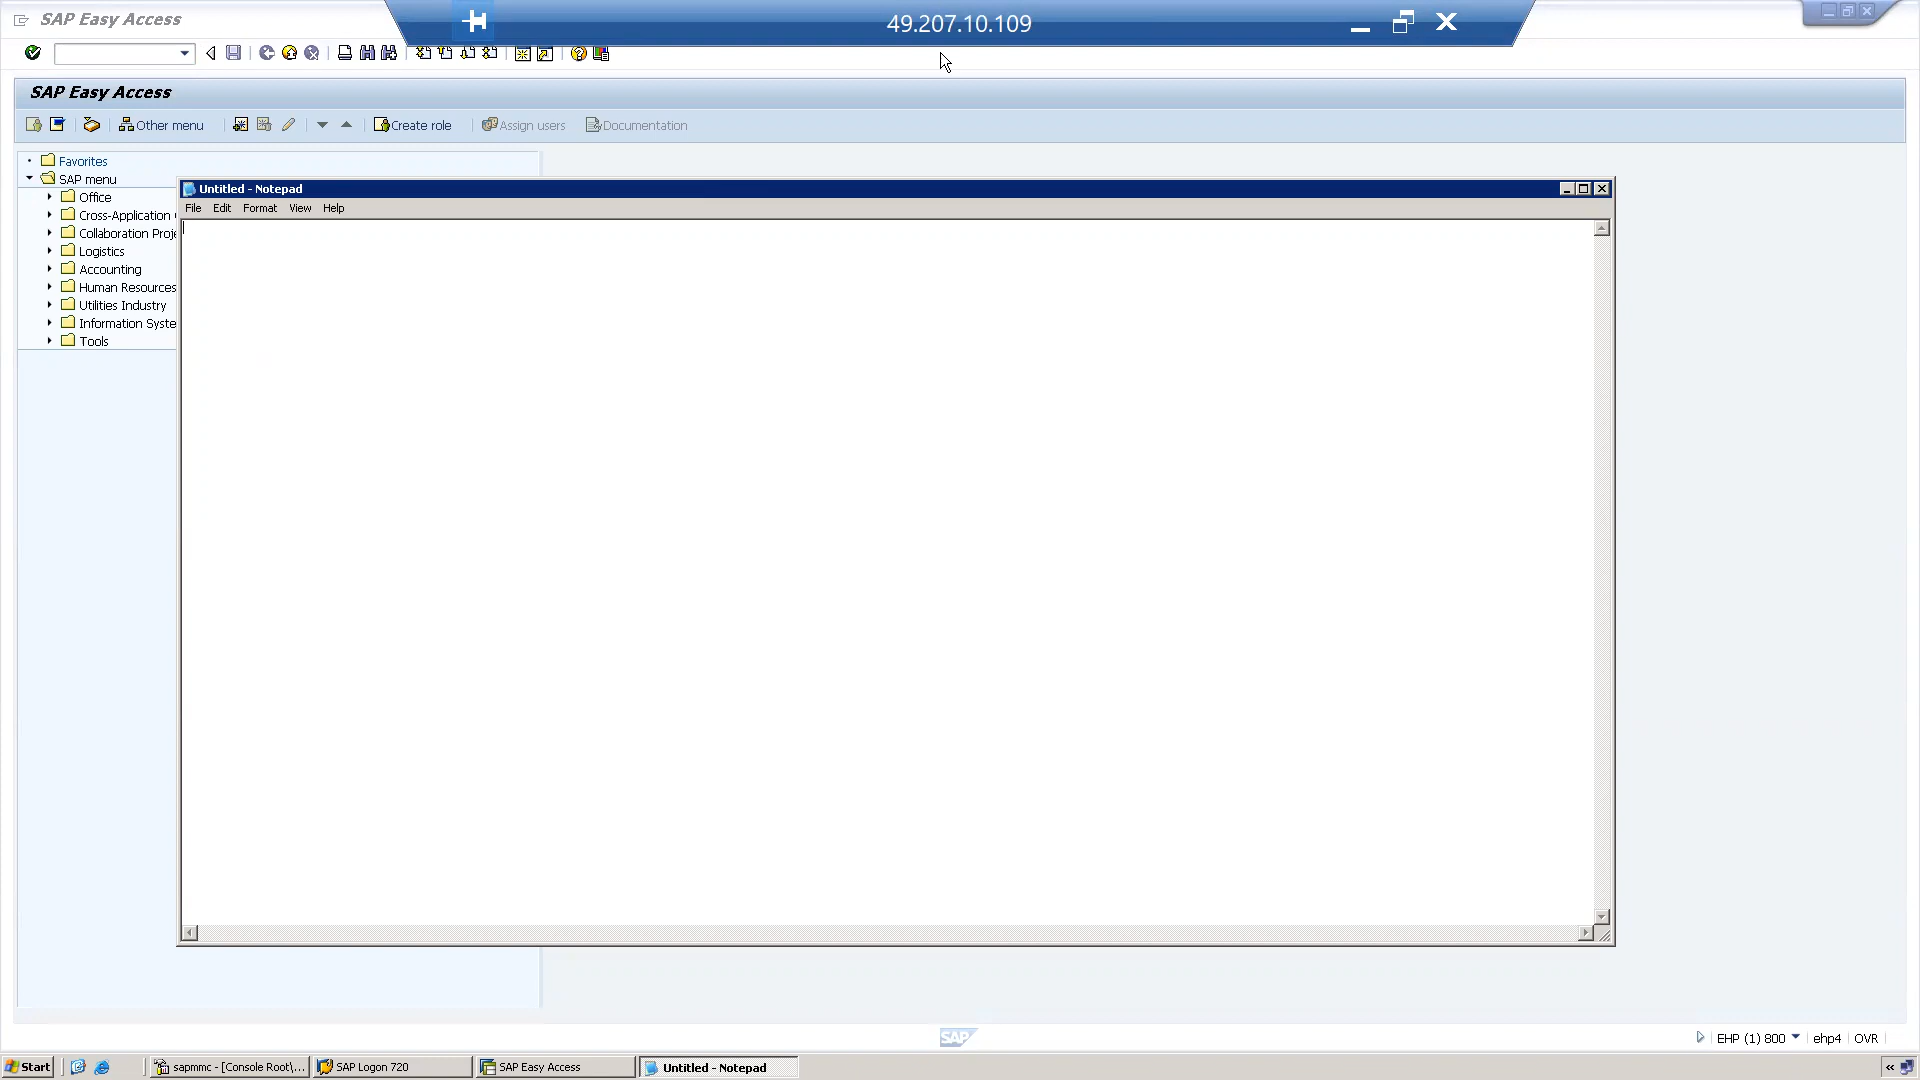 SAP Easy Access
49.207.10.109
SAP Easy Access
Other menu
Create role
Assign users
Documentation
Favorites
SAP menu
Office
Cross-Application
Collaboration Proje
Logistics
Accounting
Human Resources
Utilities Industry
Information Syste
Tools
Untitled - Notepad
File Edit Format View Help
SAP
EHP (1) 800 ehp4 OVR
Start sapmmc - [Console Root\... SAP Logon 720 SAP Easy Access Untitled - Notepad «